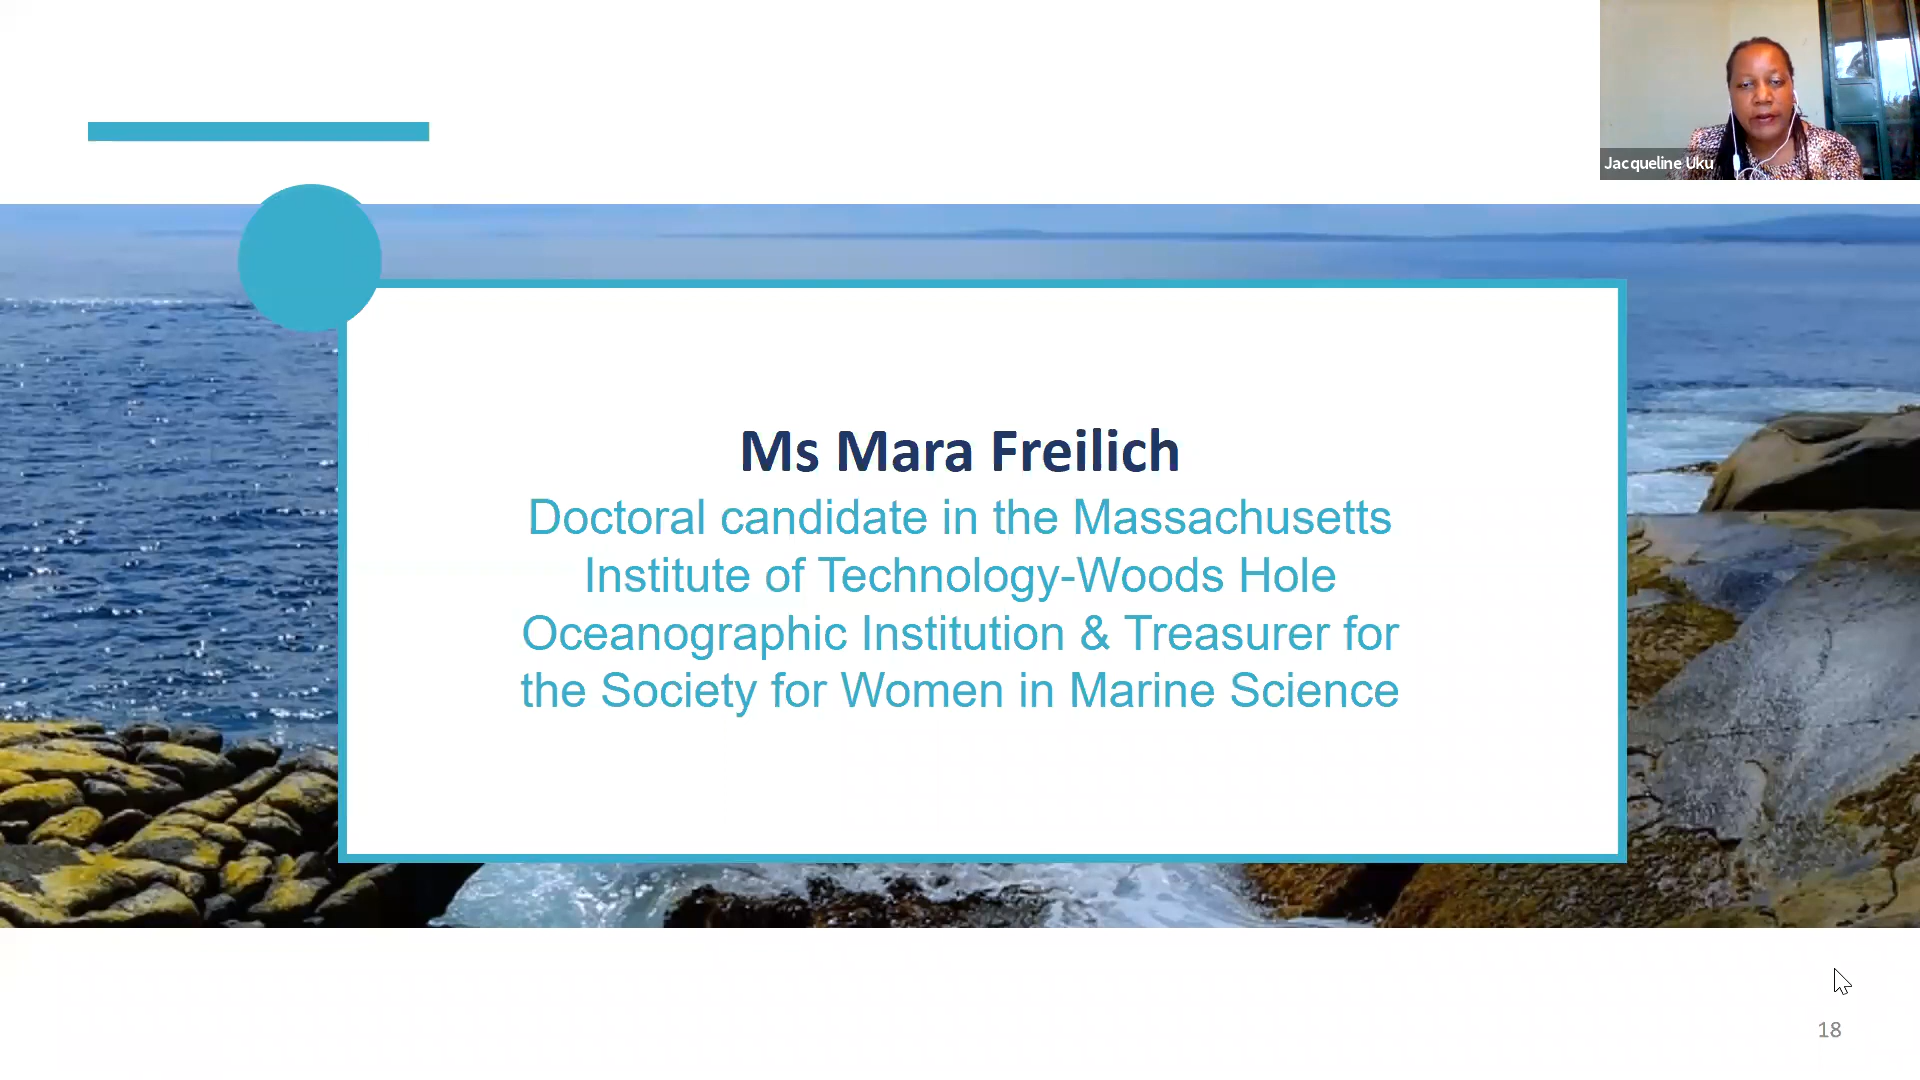 Jacqueline Uku
Ms Mara Freilich
Doctoral candidate in the Massachusetts
Institute of Technology-Woods Hole
Oceanographic Institution & Treasurer for
the Society for Women in Marine Science
18